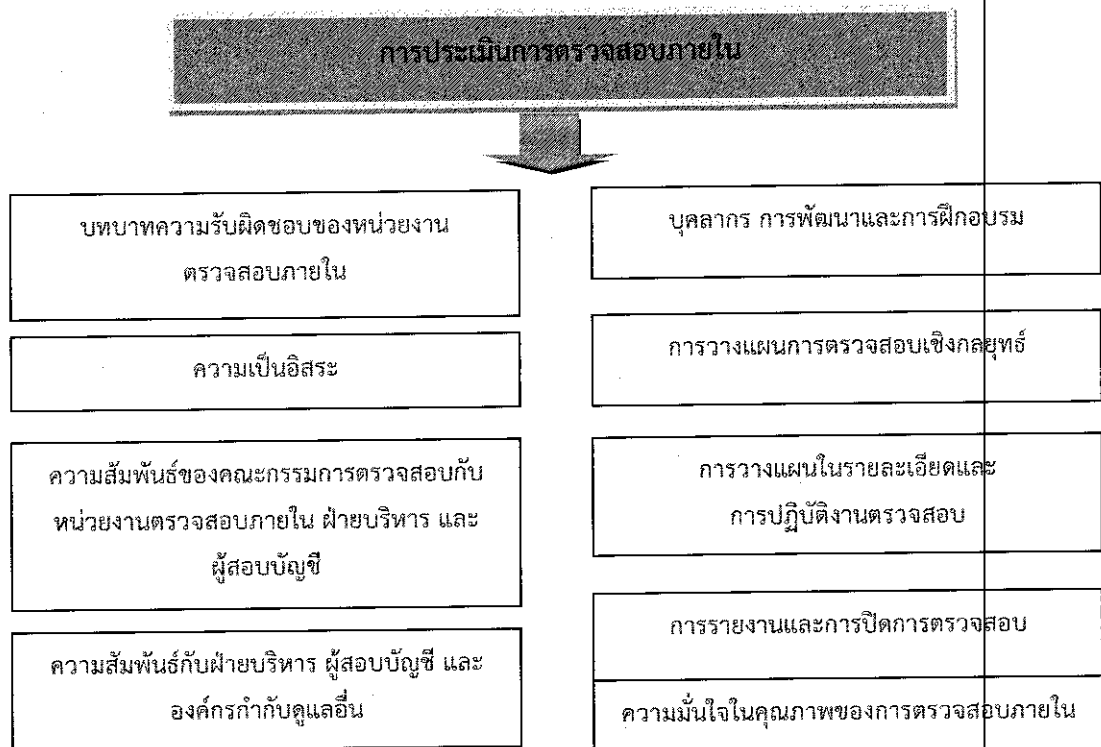 การประเมินการตรวจสอบภายใน
บทบาทความรับผิดชอบของหน่วยงาน
ตรวจสอบภายใน
ความเป็นอิสระ
ความสัมพันธ์ของคณะกรรมการตรวจสอบกับ
หน่วยงานตรวจสอบภายใน ฝ่ายบริหาร และ
ผู้สอบบัญชี
ความสัมพันธ์กับฝ่ายบริหาร ผู้สอบบัญชี และ
องค์กรกำกับดูแลอื่น
บุคลากร การพัฒนาและการฝึกอบรม
การวางแผนการตรวจสอบเชิงกลยุทธ์
การวางแผนในรายละเอียดและ
การปฏิบัติงานตรวจสอบ
การรายงานและการปิดการตรวจสอบ
ความมั่นใจในคุณภาพของการตรวจสอบภายใน